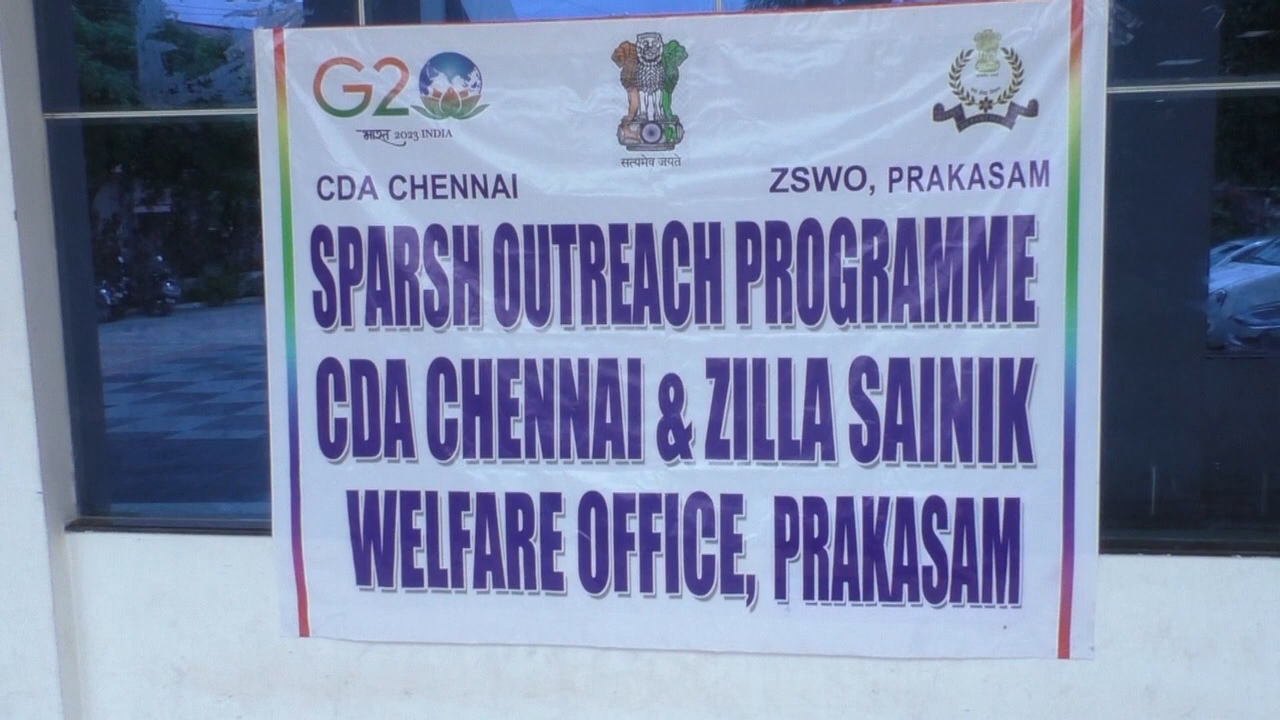 G20
भारत 2023 INDIA
सत्यमेव जयते
CDA CHENNAI
ZSWO, PRAKASAM
SPARSH OUTREACH PROGRAMME
CDA CHENNAI & ZILLA SAINIK
WELFARE OFFICE, PRAKASAM